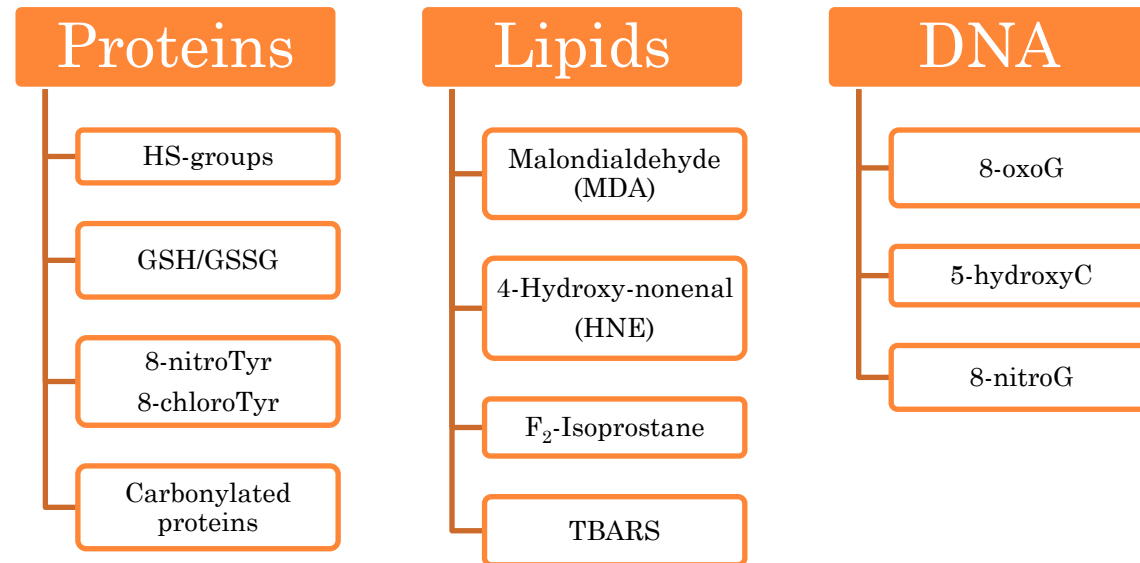 Proteins
HS-groups
GSH/GSSG
8-nitroTyr
8-chloroTyr
Carbonylated
proteins
Lipids
Malondialdehyde
(MDA)
4-Hydroxy-nonenal
(HNE)
F₂-Isoprostane
TBARS
DNA
8-oxoG
5-hydroxyC
8-nitroG